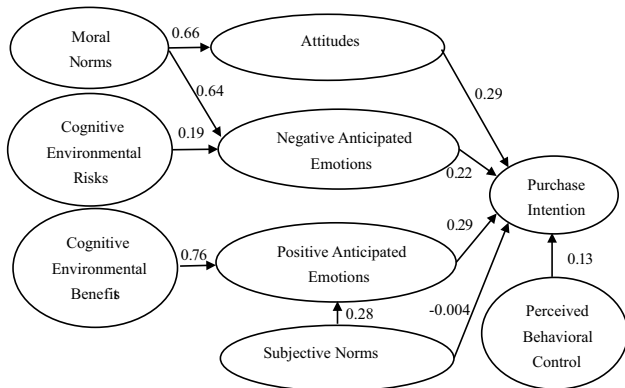 Moral
Norms
0.66
Attitudes
0.64
0.29
Cognitive
Environmental
Risks
0.19
Negative Anticipated
Emotions
0.22
Purchase
Intention
Cognitive
Environmental
Benefits
0.76
Positive Anticipated
Emotions
0.29
0.13
-0.004
0.28
Subjective Norms
Perceived
Behavioral
Control